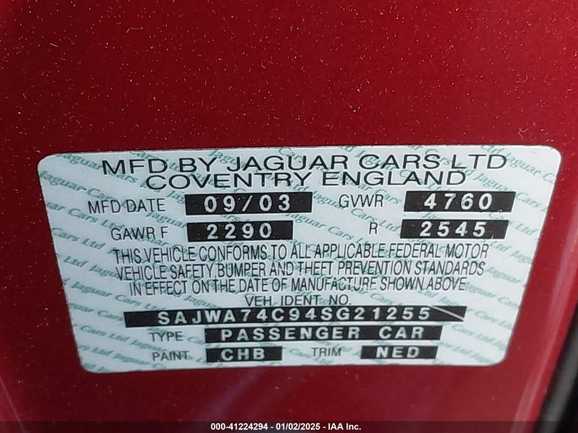 MFD BY JAGUAR CARS LTD
COVENTRY ENGLAND
MFD DATE 09/03 GVWR 4760
GAWR F 2290 R 2545
THIS VEHICLE CONFORMS TO ALL APPLICABLE FEDERAL MOTOR
VEHICLE SAFETY, BUMPER AND THEFT PREVENTION STANDARDS
IN EFFECT ON THE DATE OF MANUFACTURE SHOWN ABOVE
VEH. IDENT NO.
SAJWA74C94SG21255
TYPE PASSENGER CAR
PAINT CHB TRIM NED
000-41224294 - 01/02/2025 - IAA Inc.